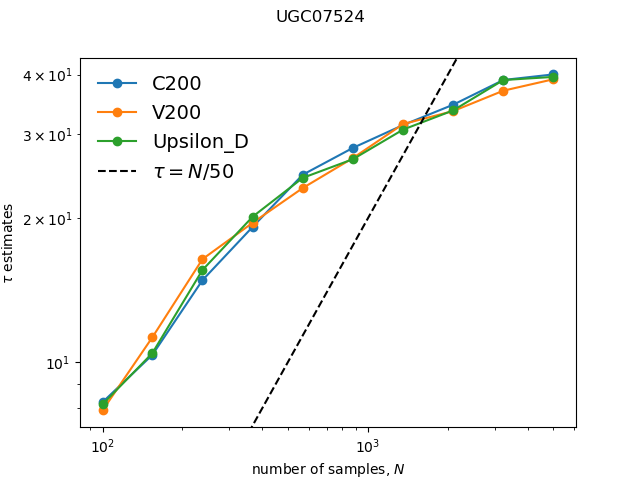 UGC07524
C200
V200
Upsilon_D
τ = N/50
4 × 10¹
3 × 10¹
2 × 10¹
10¹
τ estimates
10²
10³
number of samples, N